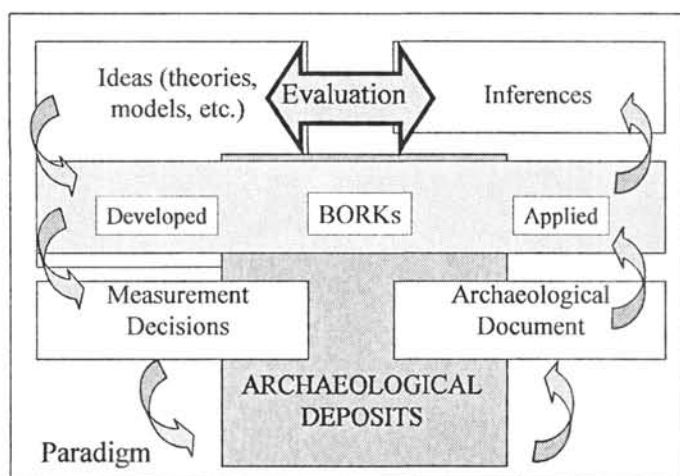 Ideas (theories,
models, etc.)
Evaluation
Inferences
Developed
BORKs
Applied
Measurement
Decisions
Archaeological
Document
ARCHAEOLOGICAL
DEPOSITS
Paradigm